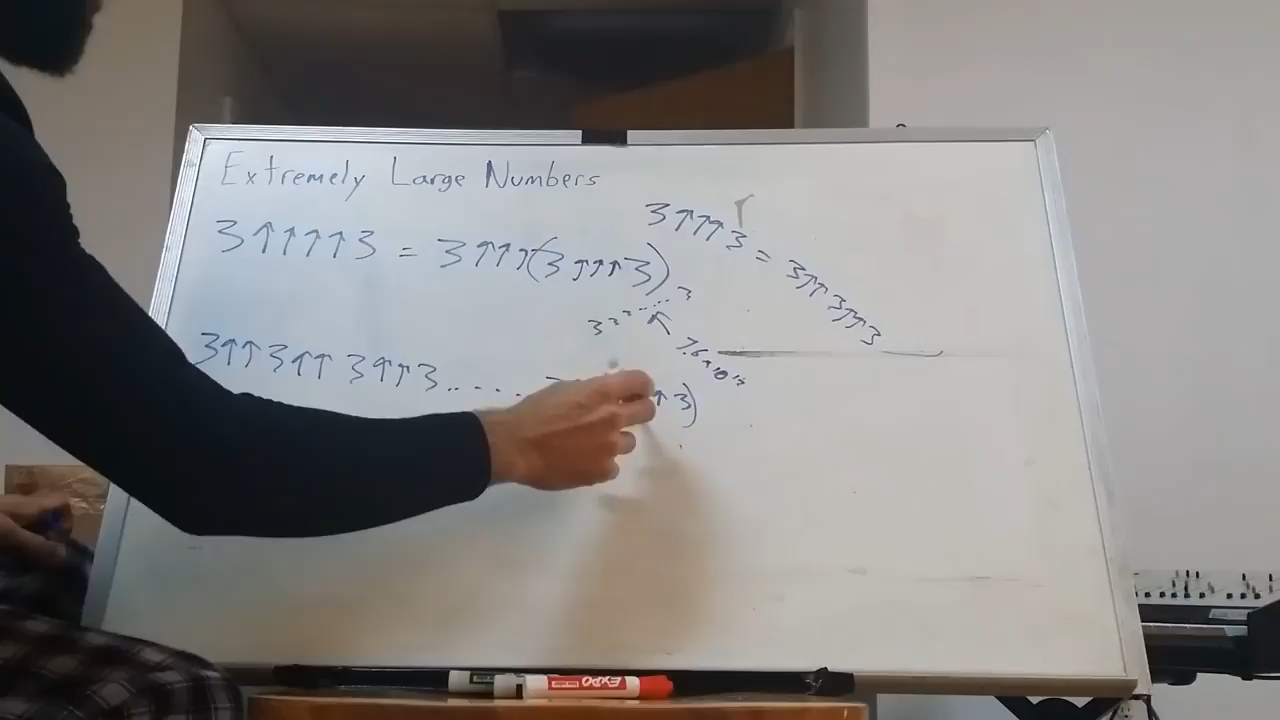 Extremely Large Numbers
3↑↑↑↑3 = 3↑↑↑(3↑↑↑3)
3↑↑↑3 = 3↑↑3↑↑3
3 3 3 ..... 3
7.6 x 10 12
3↑↑3↑↑3↑↑3.....
↑3)
EXPO